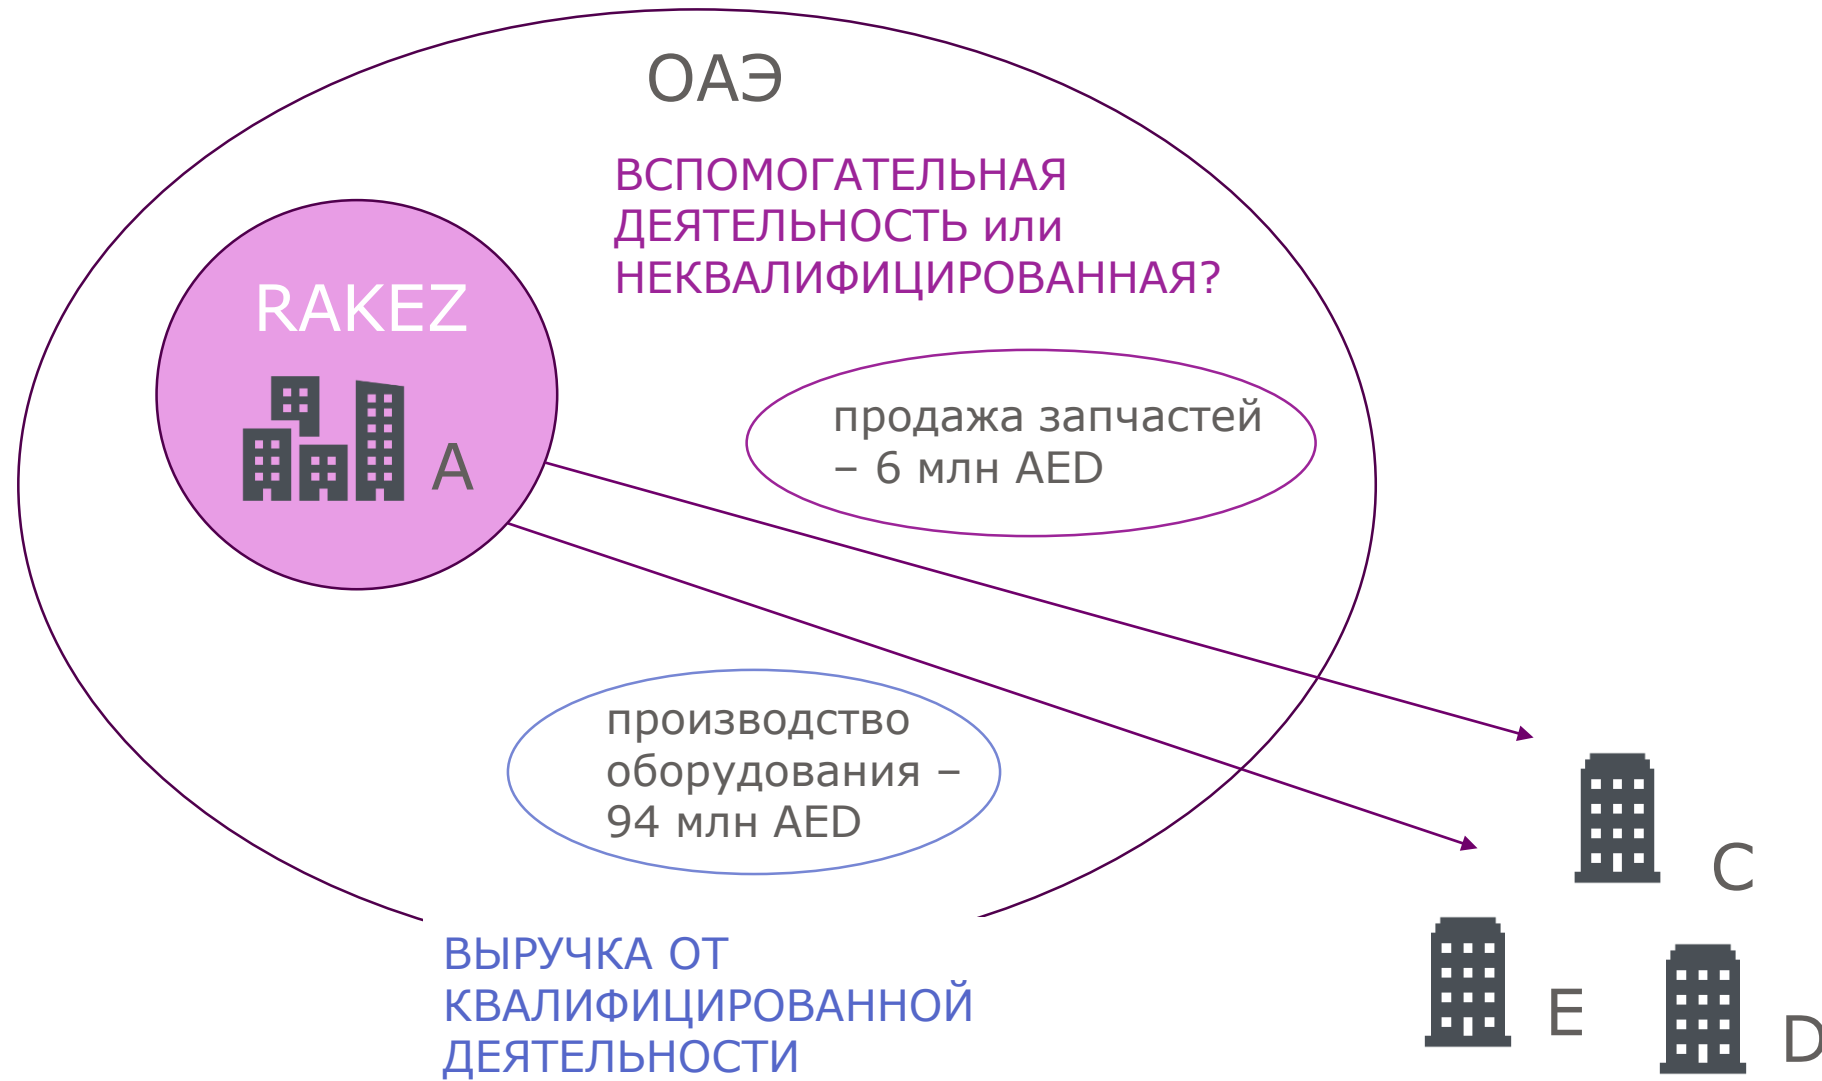 ОАЭ
ВСПОМОГАТЕЛЬНАЯ
ДЕЯТЕЛЬНОСТЬ или
НЕКВАЛИФИЦИРОВАННАЯ?
RAKEZ
A
продажа запчастей
– 6 млн AED
производство
оборудования –
94 млн AED
ВЫРУЧКА ОТ
КВАЛИФИЦИРОВАННОЙ
ДЕЯТЕЛЬНОСТИ
C
E
D